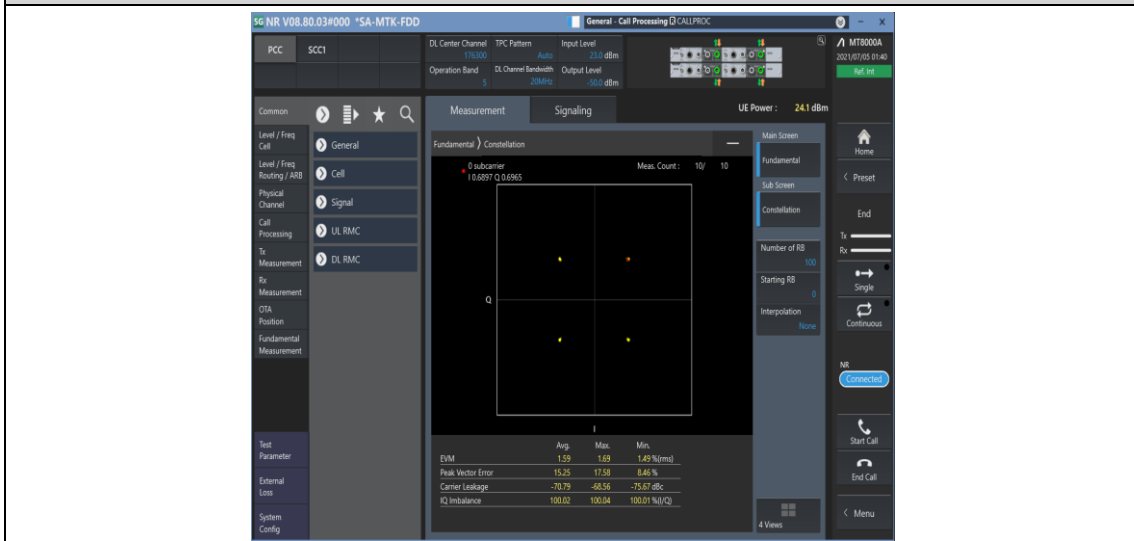 5G NR V08.80.03#000 *SA-MTK-FDD
General - Call Processing CALLPROC
PCC SCC1
DL Center Channel TPC Pattern Input Level
176300 Auto 23.0 dBm
Operation Band DL Channel Bandwidth Output Level
5 20MHz -50.0 dBm
MT8000A
2021/07/05 01:40
Ref. Int
Common
Level / Freq
Cell
Level / Freq
Routing / ARB
Physical
Channel
Call
Processing
Tx
Measurement
Rx
Measurement
OTA
Position
Fundamental
Measurement
Test
Parameter
External
Loss
System
Config
General
Cell
Signal
UL RMC
DL RMC
Measurement Signaling
UE Power : 24.1 dBm
Fundamental Constellation
0 subcarrier Meas. Count : 10/ 10
I 0.6897 Q 0.6965
Q
I
Avg. Max. Min.
EVM 1.59 1.69 1.49 %(rms)
Peak Vector Error 15.25 17.58 8.46 %
Carrier Leakage -70.79 -68.56 -75.67 dBc
IQ Imbalance 100.02 100.04 100.01 %(I/Q)
Main Screen
Fundamental
Sub Screen
Constellation
Number of RB
100
Starting RB
0
Interpolation
None
4 Views
Home
Preset
End
Tx
Rx
Single
Continuous
NR
Connected
Start Call
End Call
Menu